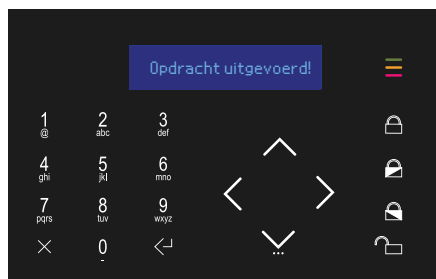 Opdracht uitgevoerd!
1 2 3
@ abc def
4 5 6
ghi jkl mno
7 8 9
pqrs tuv wxyz
0
-
...